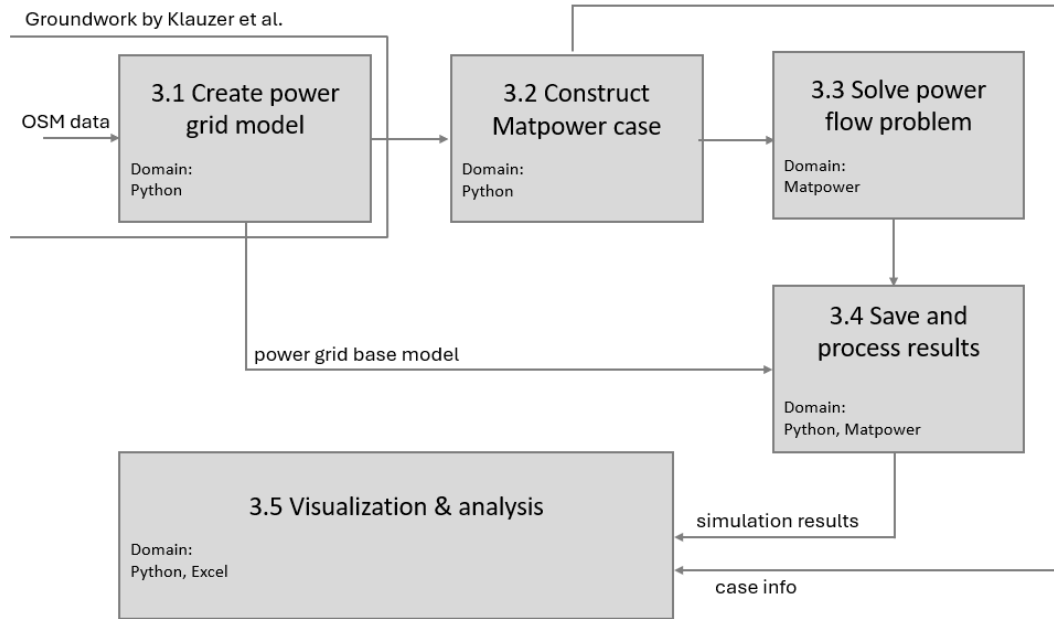 Groundwork by Klauzer et al.
OSM data
3.1 Create power
grid model
Domain:
Python
3.2 Construct
Matpower case
Domain:
Python
3.3 Solve power
flow problem
Domain:
Matpower
power grid base model
3.4 Save and
process results
Domain:
Python, Matpower
3.5 Visualization & analysis
Domain:
Python, Excel
simulation results
case info